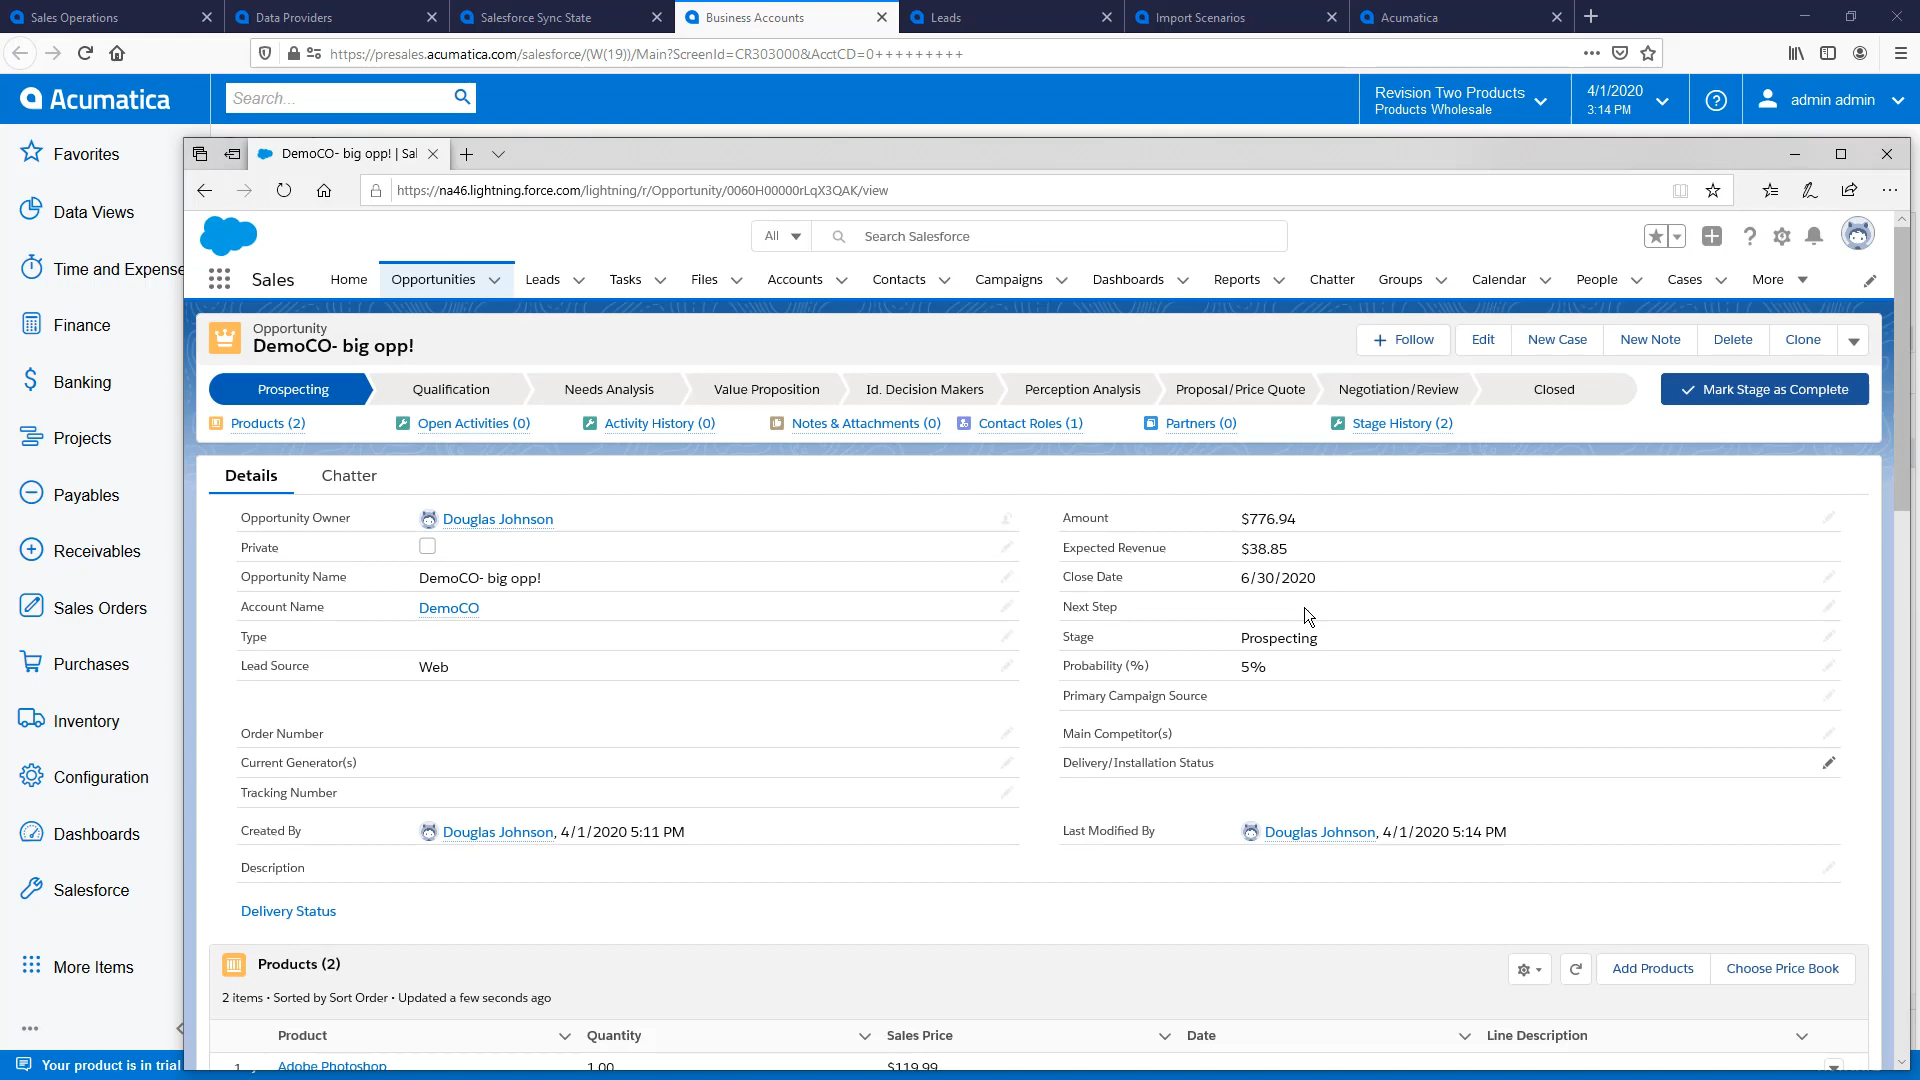 Sales Operations
Data Providers
Salesforce Sync State
Business Accounts
Leads
Import Scenarios
Acumatica
https://presales.acumatica.com/salesforce/(W(19))/Main?ScreenId=CR303000&AcctCD=0+++++++++
Acumatica
Search...
Revision Two Products
Products Wholesale
4/1/2020
3:14 PM
admin admin
Favorites
Data Views
Time and Expense
Finance
Banking
Projects
Payables
Receivables
Sales Orders
Purchases
Inventory
Configuration
Dashboards
Salesforce
More Items
Your product is in trial
DemoCO- big opp! | Sal
https://na46.lightning.force.com/lightning/r/Opportunity/0060H00000rLqX3QAK/view
All
Search Salesforce
Sales
Home
Opportunities
Leads
Tasks
Files
Accounts
Contacts
Campaigns
Dashboards
Reports
Chatter
Groups
Calendar
People
Cases
More
Opportunity
DemoCO- big opp!
+ Follow
Edit
New Case
New Note
Delete
Clone
Prospecting
Qualification
Needs Analysis
Value Proposition
Id. Decision Makers
Perception Analysis
Proposal/Price Quote
Negotiation/Review
Closed
Mark Stage as Complete
Products (2)
Open Activities (0)
Activity History (0)
Notes & Attachments (0)
Contact Roles (1)
Partners (0)
Stage History (2)
Details
Chatter
Opportunity Owner
Douglas Johnson
Private
Opportunity Name
DemoCO- big opp!
Account Name
DemoCO
Type
Lead Source
Web
Order Number
Current Generator(s)
Tracking Number
Created By
Douglas Johnson, 4/1/2020 5:11 PM
Description
Delivery Status
Amount
$776.94
Expected Revenue
$38.85
Close Date
6/30/2020
Next Step
Stage
Prospecting
Probability (%)
5%
Primary Campaign Source
Main Competitor(s)
Delivery/Installation Status
Last Modified By
Douglas Johnson, 4/1/2020 5:14 PM
Products (2)
2 items • Sorted by Sort Order • Updated a few seconds ago
Add Products
Choose Price Book
Product
Quantity
Sales Price
Date
Line Description
1
Adobe Photoshop
1.00
$119.99